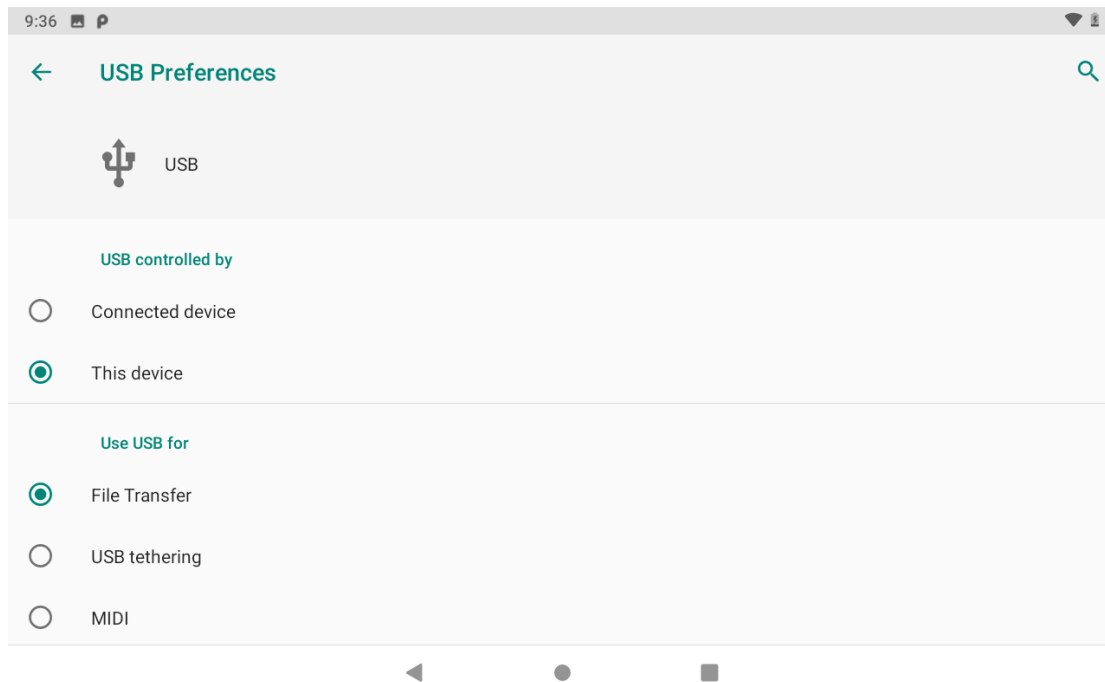 9:36
USB Preferences
USB
USB controlled by
Connected device
This device
Use USB for
File Transfer
USB tethering
MIDI